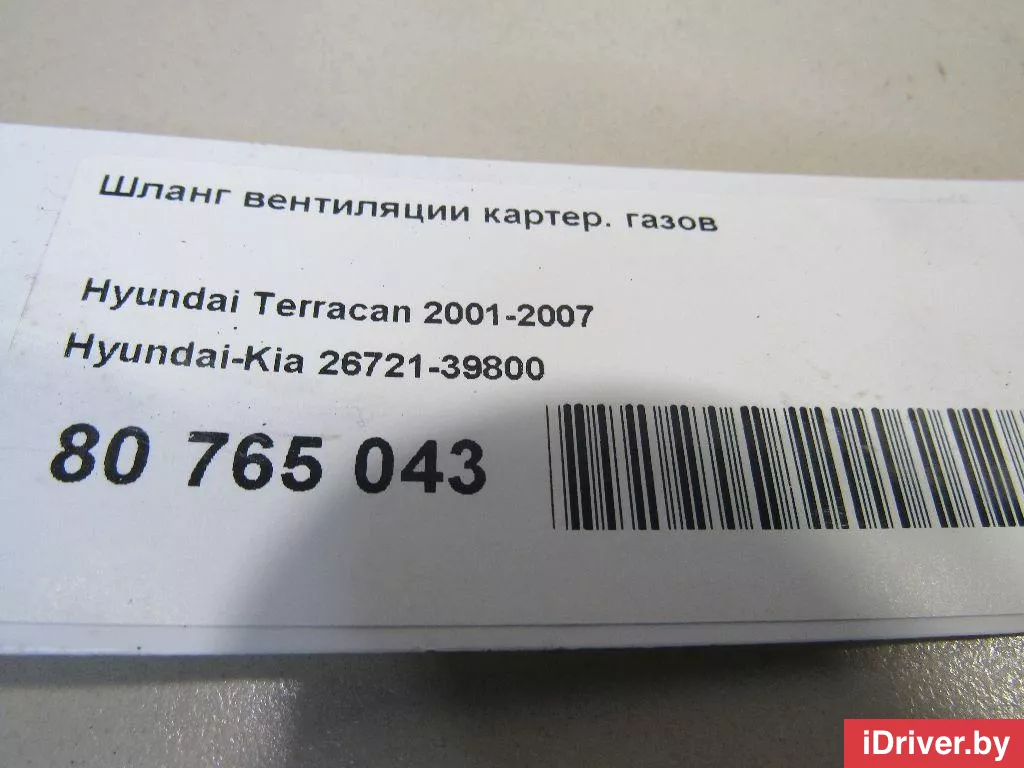 Шланг вентиляции картер. газов
Hyundai Terracan 2001-2007
Hyundai-Kia 26721-39800
80 765 043
iDriver.by